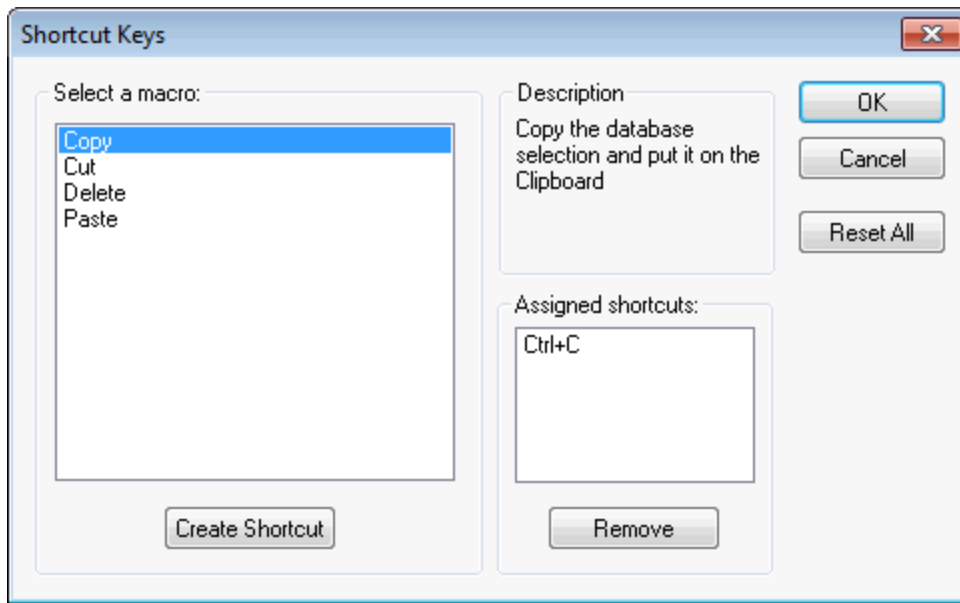 Shortcut Keys
Select a macro:
Copy
Cut
Delete
Paste
Create Shortcut
Description
Copy the database
selection and put it on the
Clipboard
Assigned shortcuts:
Ctrl+C
Remove
OK
Cancel
Reset All